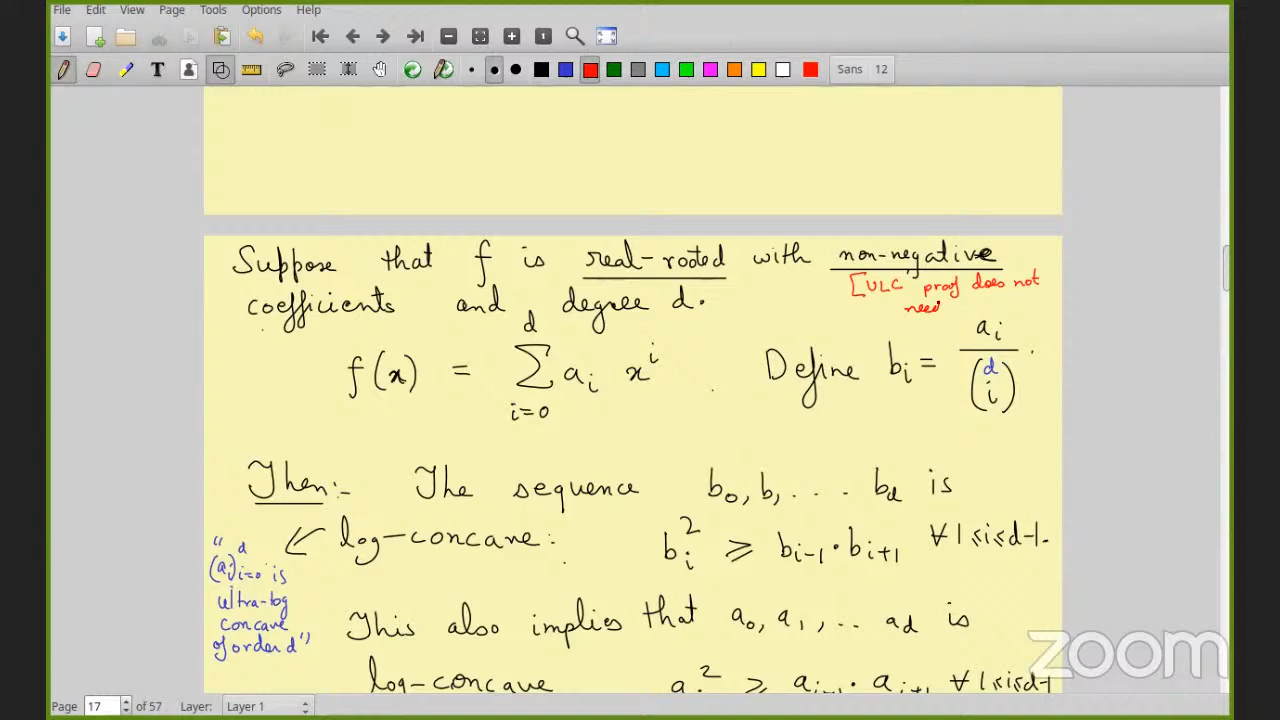 File Edit View Page Tools Options Help
Sans 12
Suppose that f is real-rooted with non-negative
[ULC proof does not
need
coefficients and degree d.
f(x) = \sum_{i=0}^{d} a_i x^i Define b_i = \frac{a_i}{\binom{d}{i}}.
Then:- The sequence b_0, b_1 .... b_d is
log-concave: b_i^2 ⩾ b_{i-1} · b_{i+1} ∀ 1⩽i⩽d-1.
"(a_i)_{i=0}^{d} is
ultra-log
concave
of order d"
This also implies that a_0, a_1, .. a_d is
log-concave a_i^2 ⩾ a_{i-1} · a_{i+1} ∀ 1⩽i⩽d-1
zoom
Page 17 of 57 Layer: Layer 1